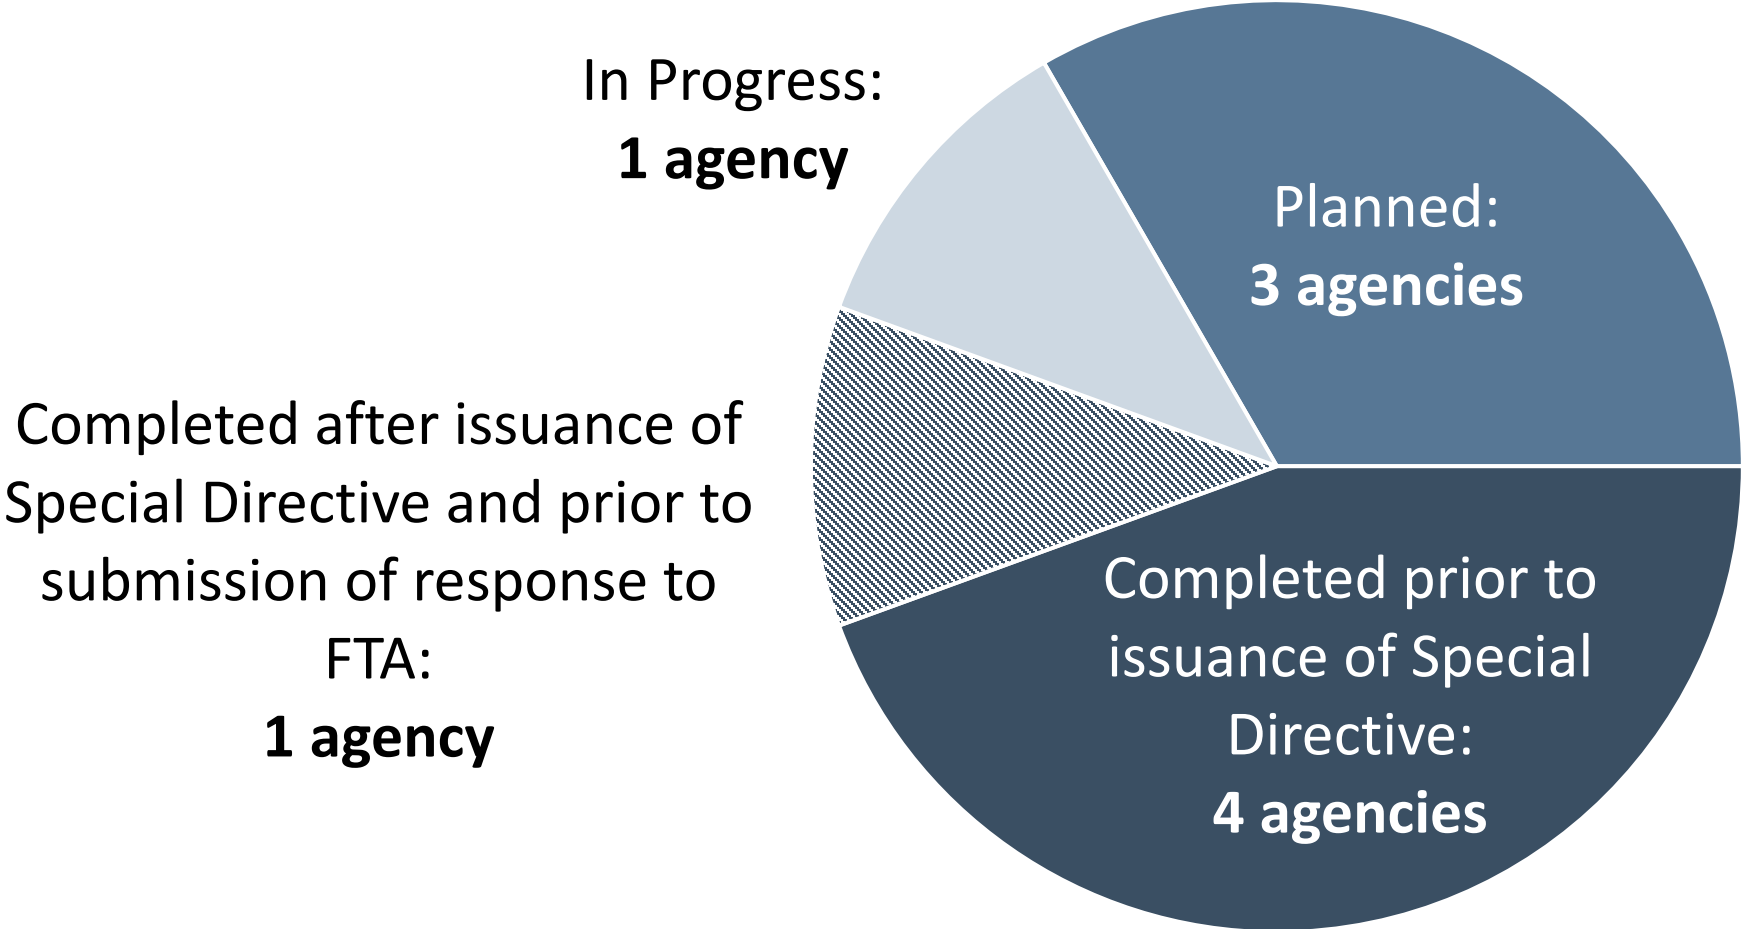 In Progress:
1 agency
Planned:
3 agencies
Completed after issuance of
Special Directive and prior to
submission of response to
FTA:
1 agency
Completed prior to
issuance of Special
Directive:
4 agencies